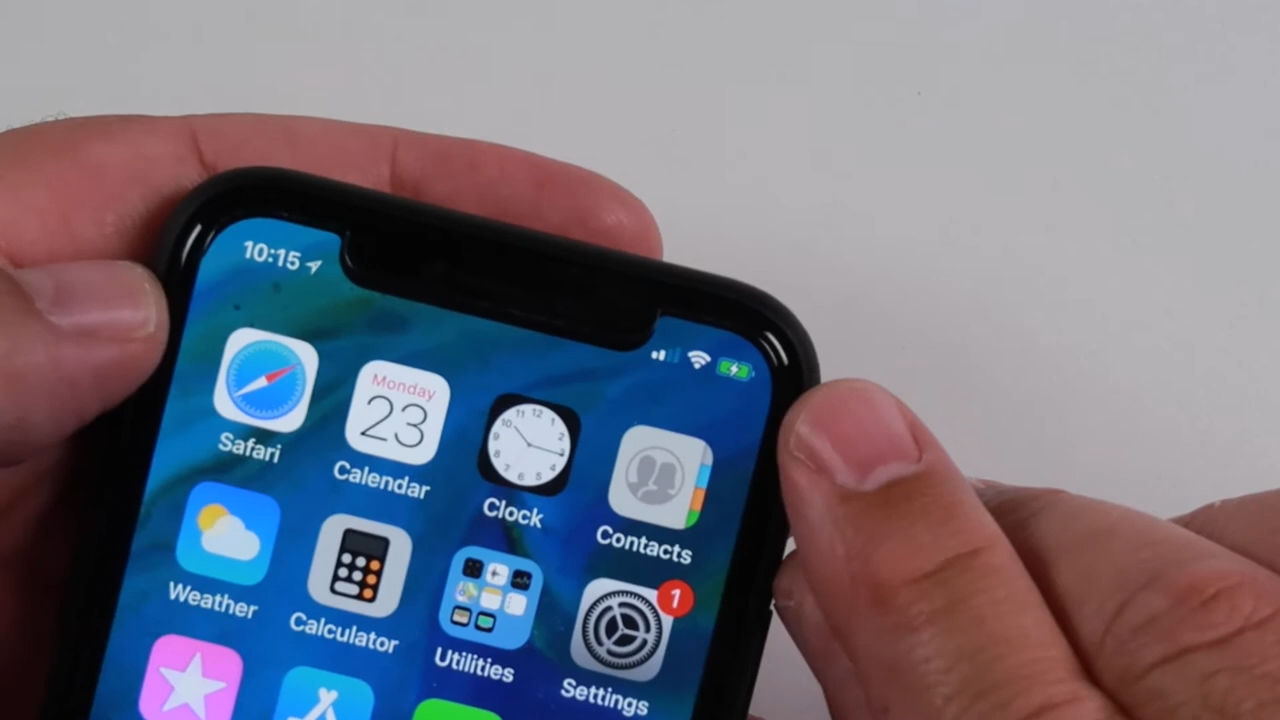 10:15
Monday
23
Safari
Calendar
Clock
Contacts
Weather
Calculator
Utilities
Settings
1